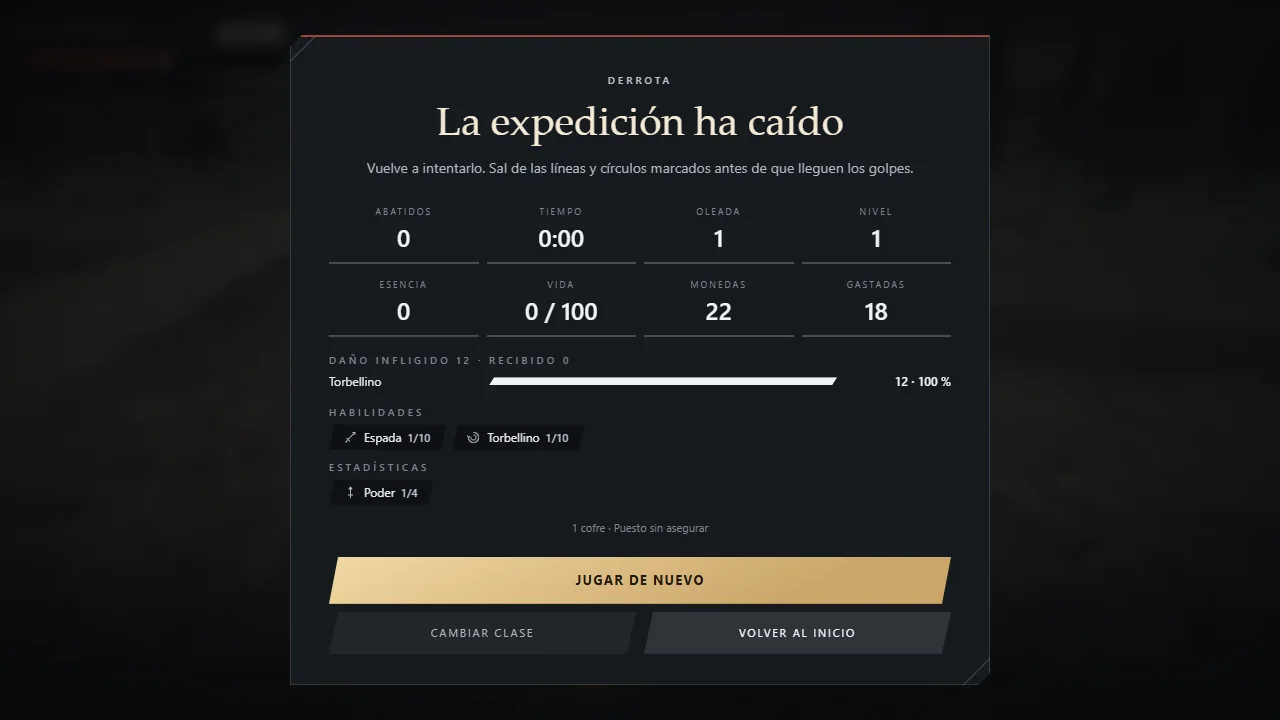 DERROTA
La expedición ha caído
Vuelve a intentarlo. Sal de las líneas y círculos marcados antes de que lleguen los golpes.
ABATIDOS TIEMPO OLEADA NIVEL
0 0:00 1 1
ESENCIA VIDA MONEDAS GASTADAS
0 0 / 100 22 18
DAÑO INFLIGIDO 12 · RECIBIDO 0
Torbellino 12 · 100 %
HABILIDADES
Espada 1/10 Torbellino 1/10
ESTADÍSTICAS
Poder 1/4
1 cofre · Puesto sin asegurar
JUGAR DE NUEVO
CAMBIAR CLASE VOLVER AL INICIO